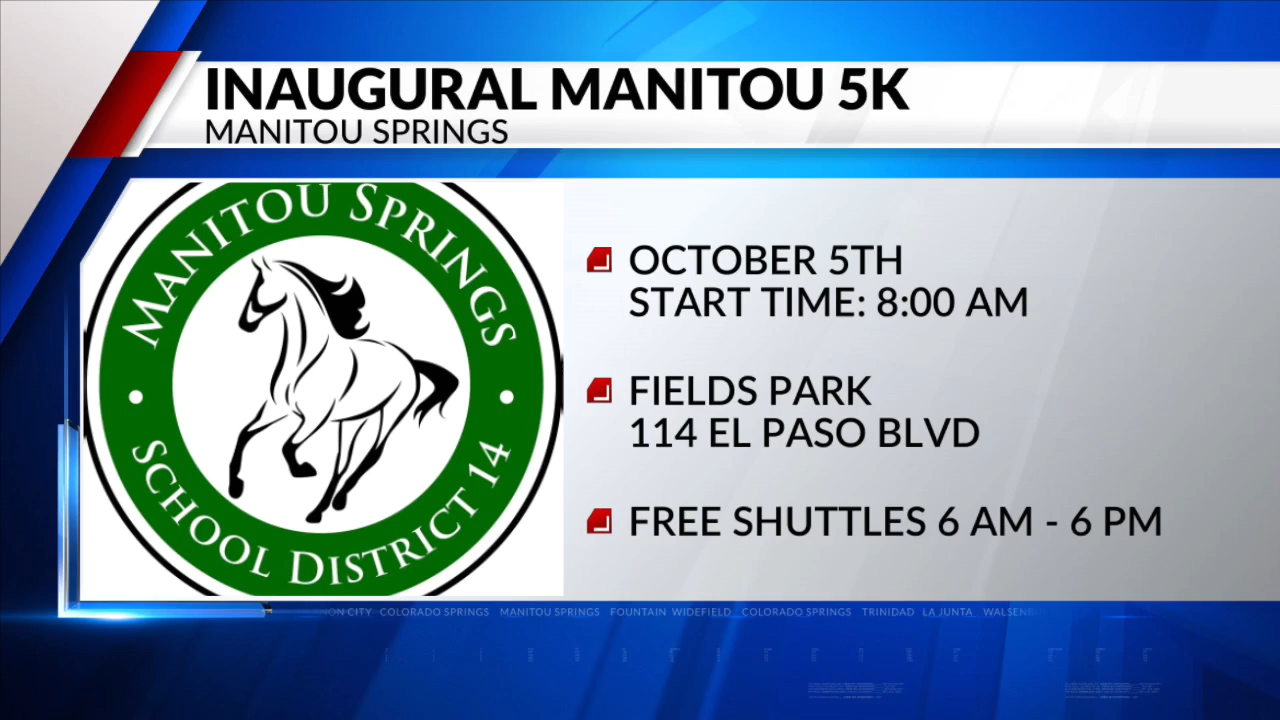 INAUGURAL MANITOU 5K
MANITOU SPRINGS
MANITOU SPRINGS
SCHOOL DISTRICT 14
OCTOBER 5TH
START TIME: 8:00 AM
FIELDS PARK
114 EL PASO BLVD
FREE SHUTTLES 6 AM - 6 PM
CITY COLORADO SPRINGS MANITOU SPRINGS FOUNTAIN WIDEFIELD COLORADO SPRINGS TRINIDAD LA JUNTA